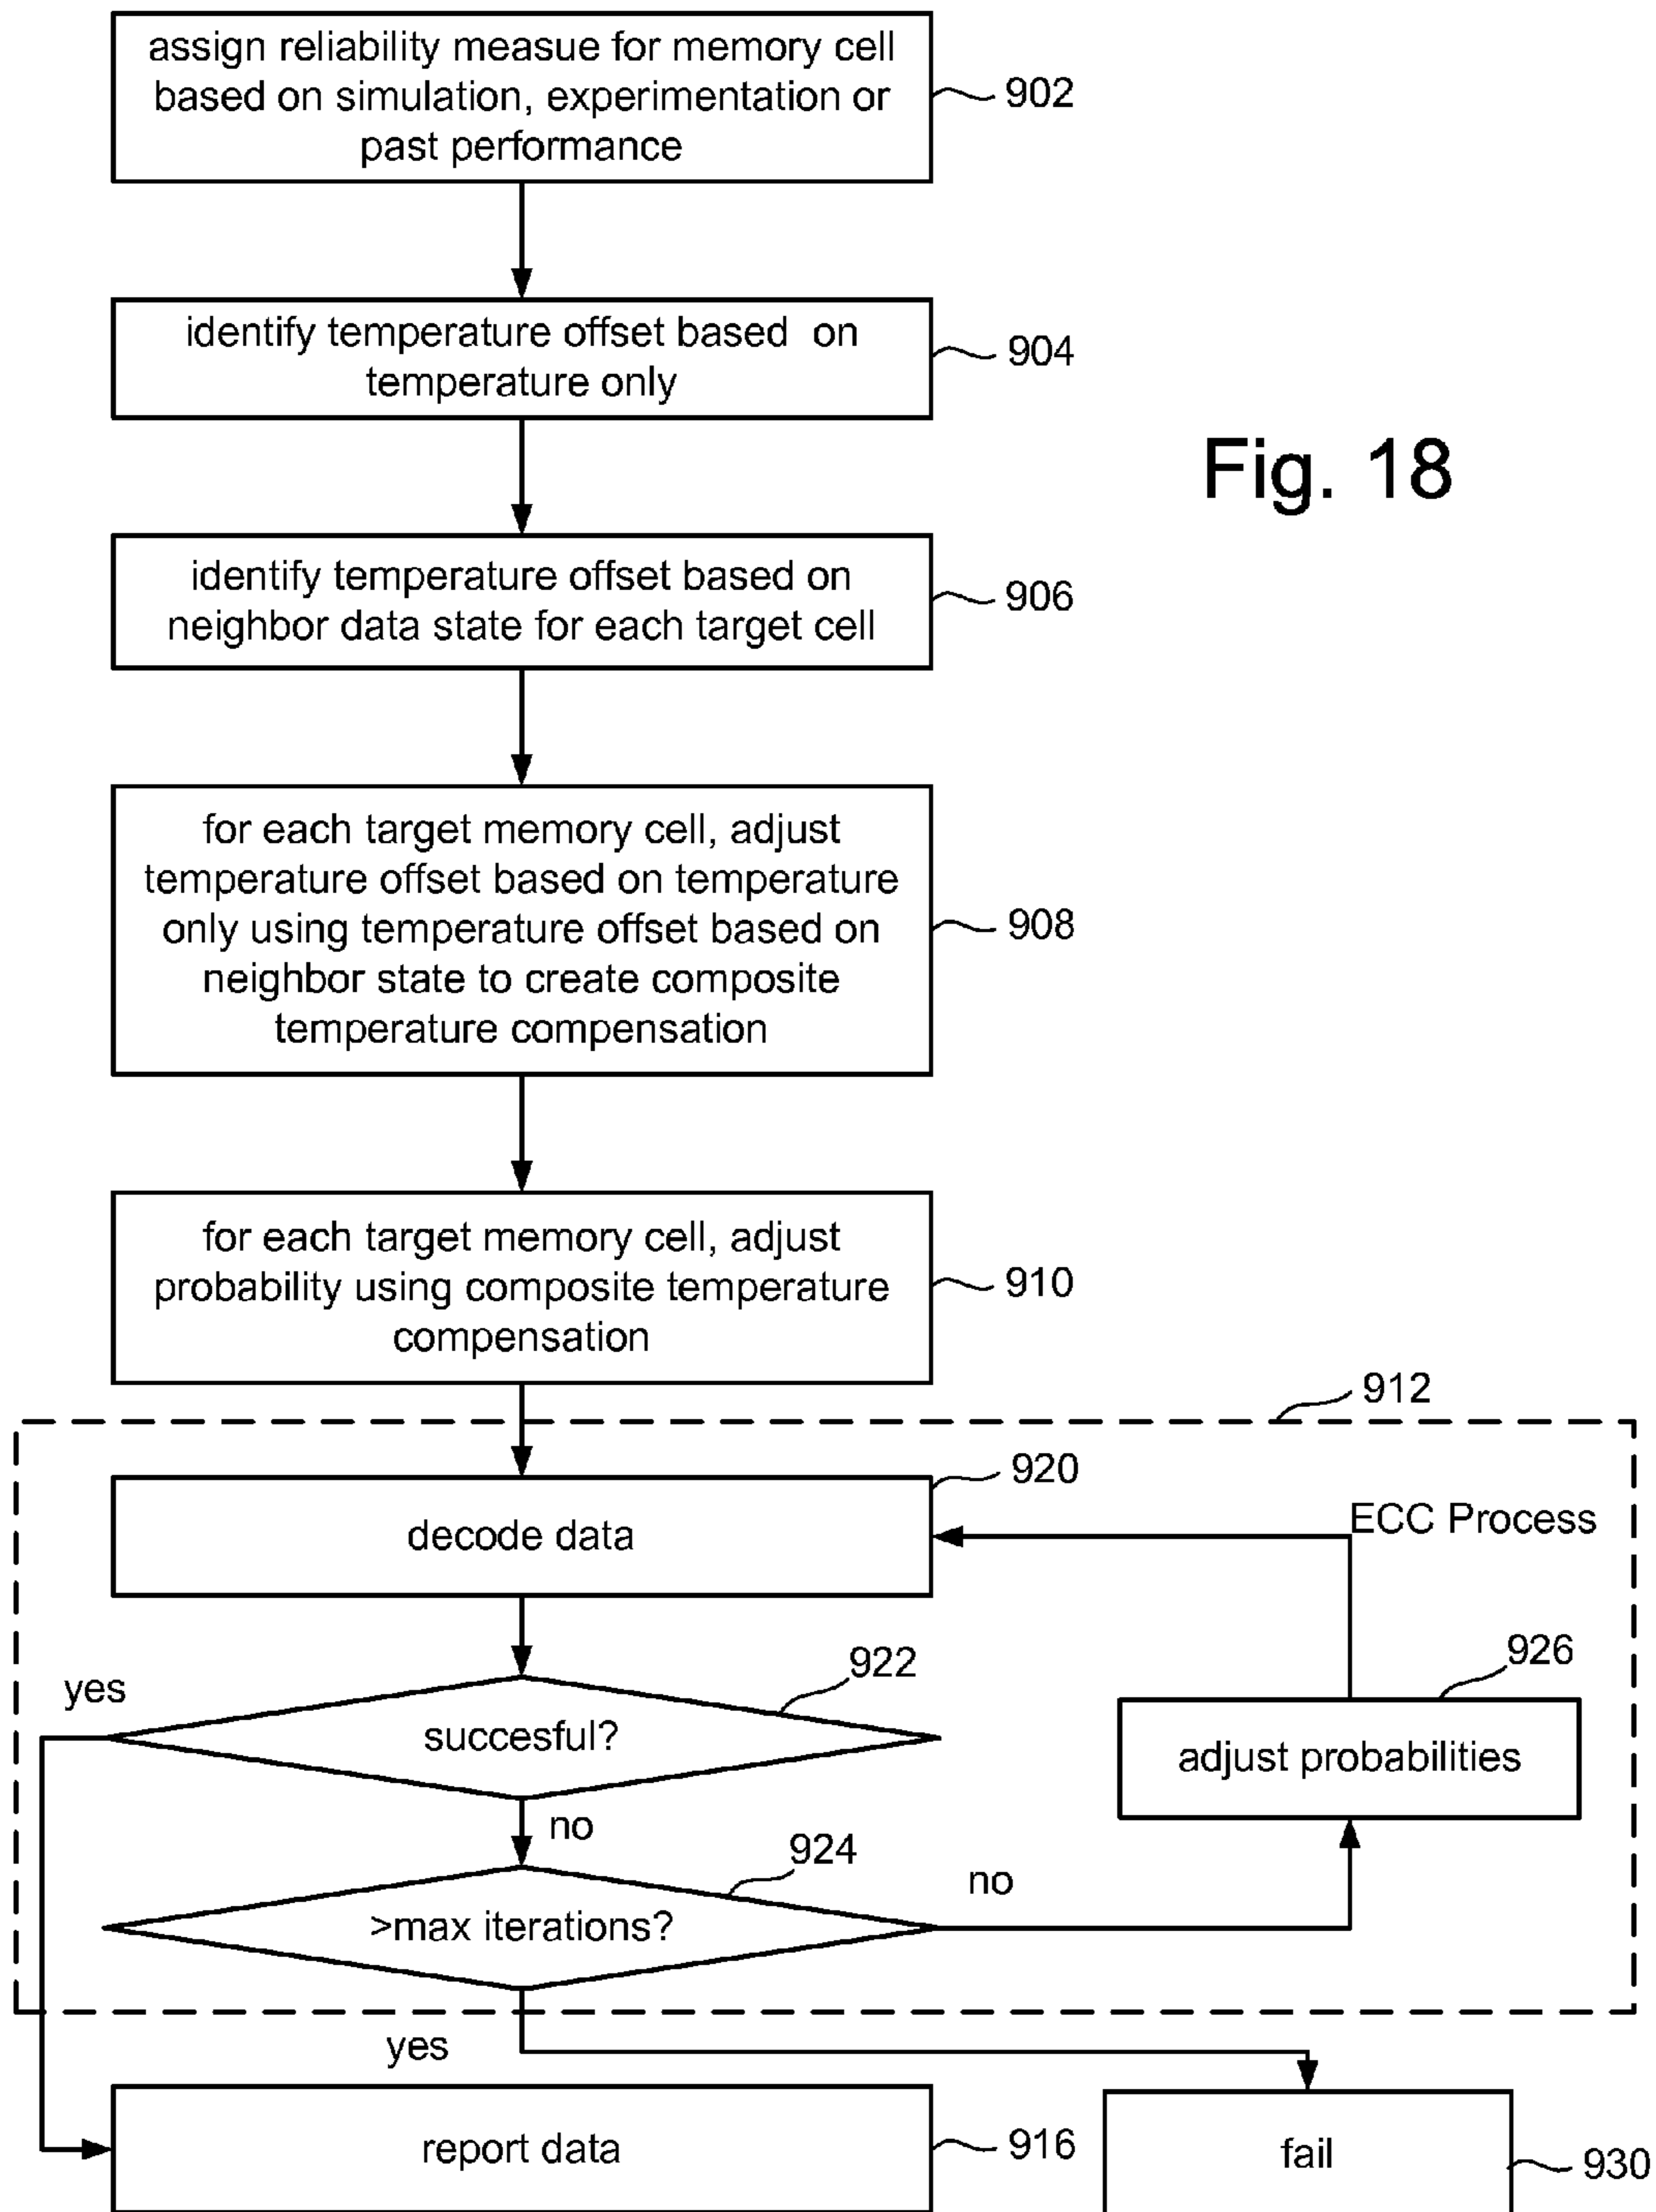 assign reliability measue for memory cell
based on simulation, experimentation or
past performance
902
identify temperature offset based on
temperature only
904
Fig. 18
identify temperature offset based on
neighbor data state for each target cell
906
for each target memory cell, adjust
temperature offset based on temperature
only using temperature offset based on
neighbor state to create composite
temperature compensation
908
for each target memory cell, adjust
probability using composite temperature
compensation
910
912
decode data
920
ECC Process
yes
succesful?
922
926
adjust probabilities
no
924
>max iterations?
no
yes
report data
916
fail
930